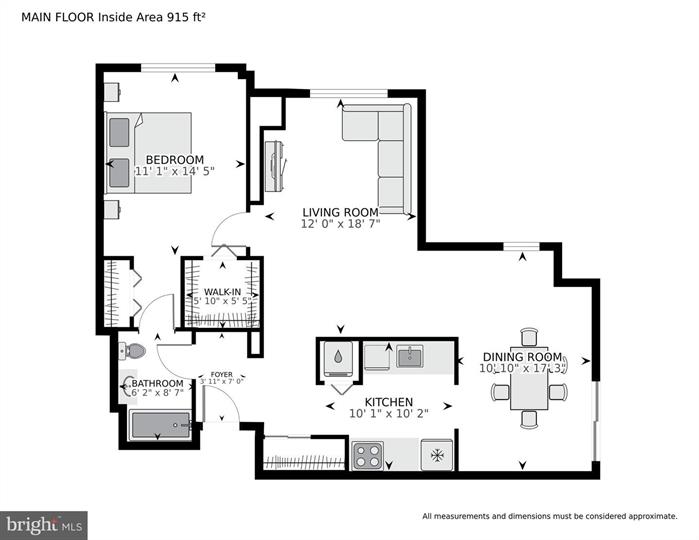 MAIN FLOOR Inside Area 915 ft²
BEDROOM
11' 1" x 14' 5"
LIVING ROOM
12' 0" x 18' 7"
WALK-IN
5' 10" x 5' 5"
DINING ROOM
10' 10" x 17' 3"
FOYER
3' 11" x 7' 0"
BATHROOM
6' 2" x 8' 7"
KITCHEN
10' 1" x 10' 2"
All measurements and dimensions must be considered approximate.
bright MLS